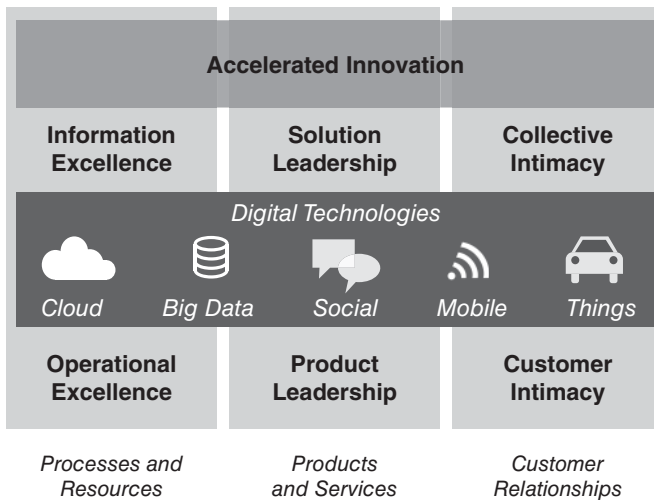 Accelerated Innovation
Information
Excellence
Solution
Leadership
Collective
Intimacy
Digital Technologies
Cloud
Big Data
Social
Mobile
Things
Operational
Excellence
Product
Leadership
Customer
Intimacy
Processes and
Resources
Products
and Services
Customer
Relationships